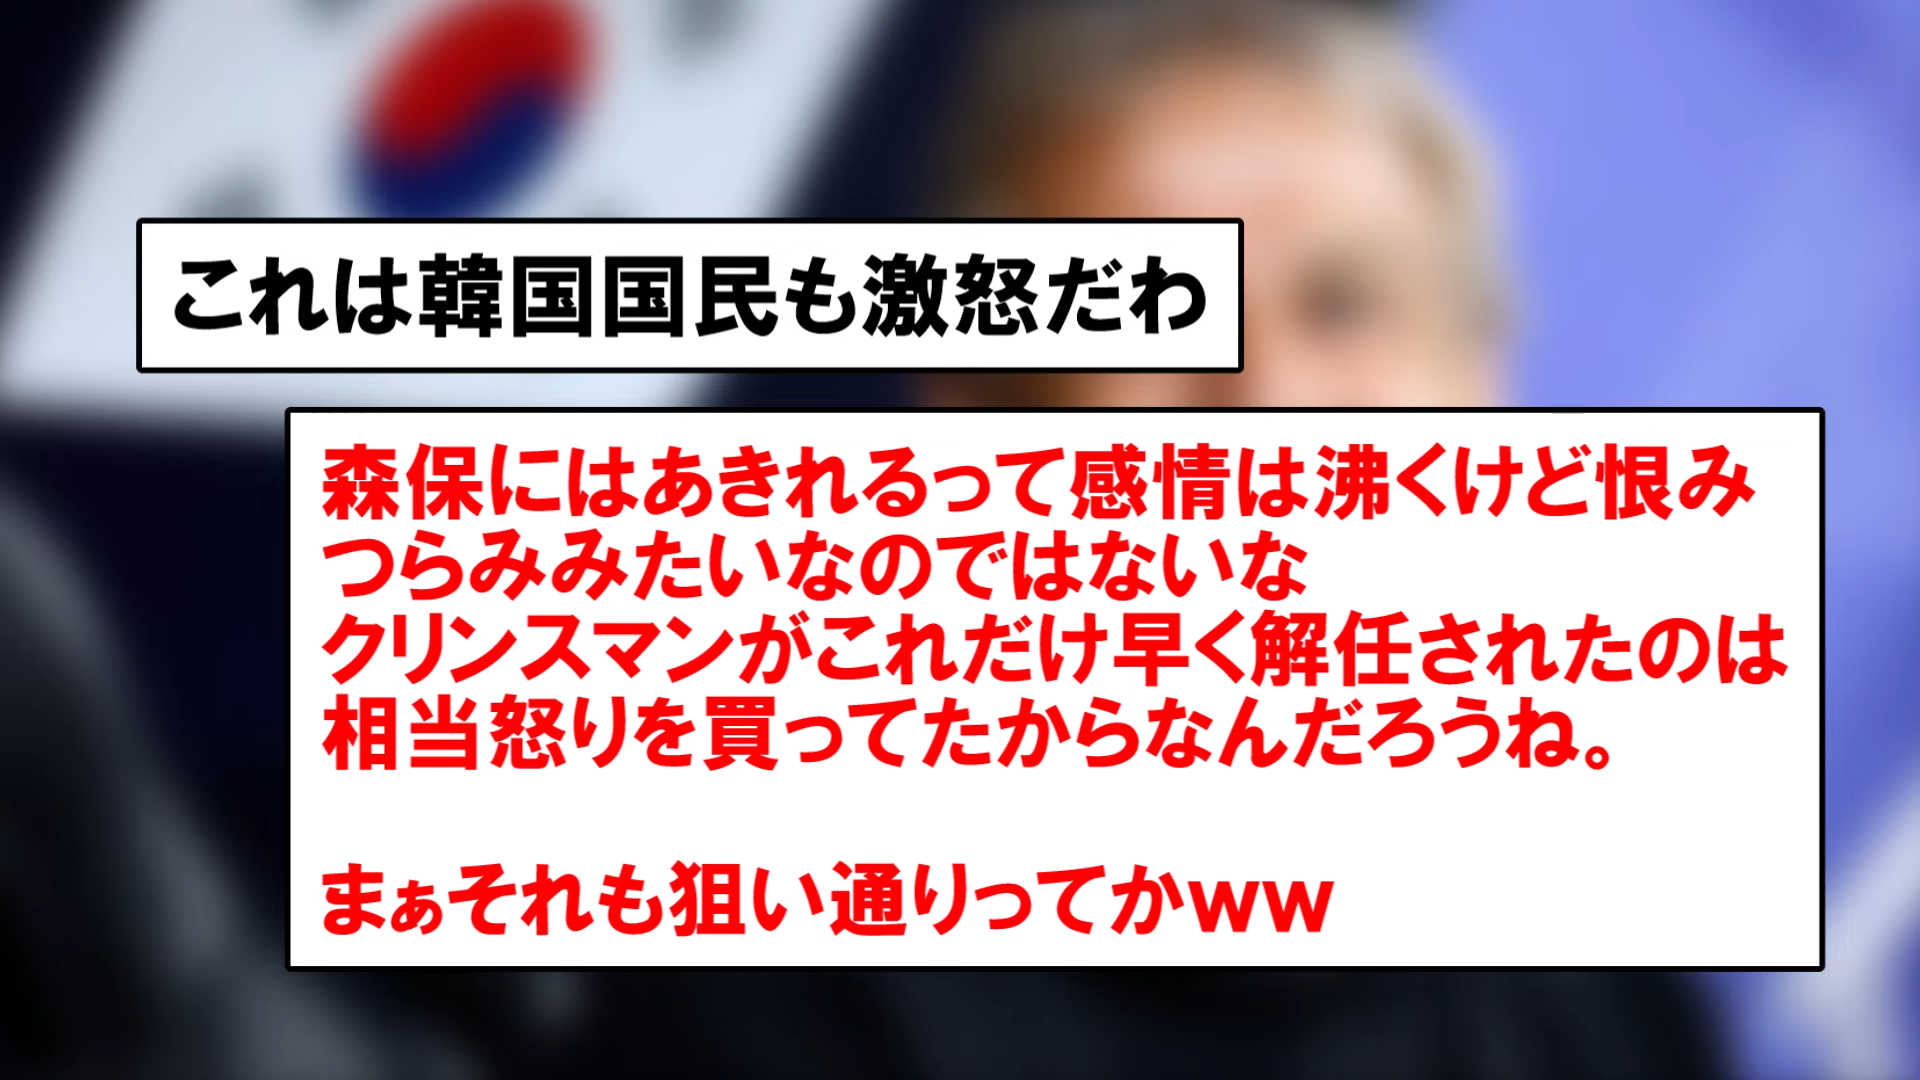 これは韓国国民も激怒だわ
森保にはあきれるって感情は沸くけど恨み
つらみみたいなのではないな
クリンスマンがこれだけ早く解任されたのは
相当怒りを買ってたからなんだろうね。
まぁそれも狙い通りってかww